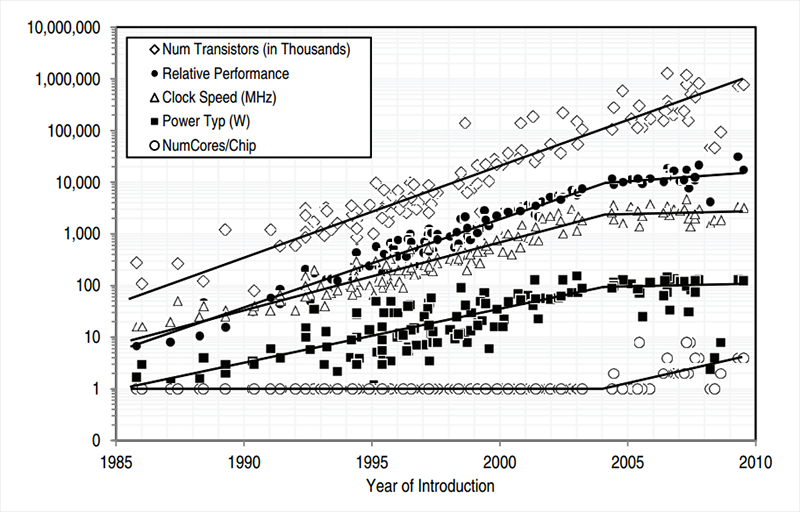 10,000,000
1,000,000
100,000
10,000
1,000
100
10
1
0
Num Transistors (in Thousands)
Relative Performance
Clock Speed (MHz)
Power Typ (W)
NumCores/Chip
1985 1990 1995 2000 2005 2010
Year of Introduction